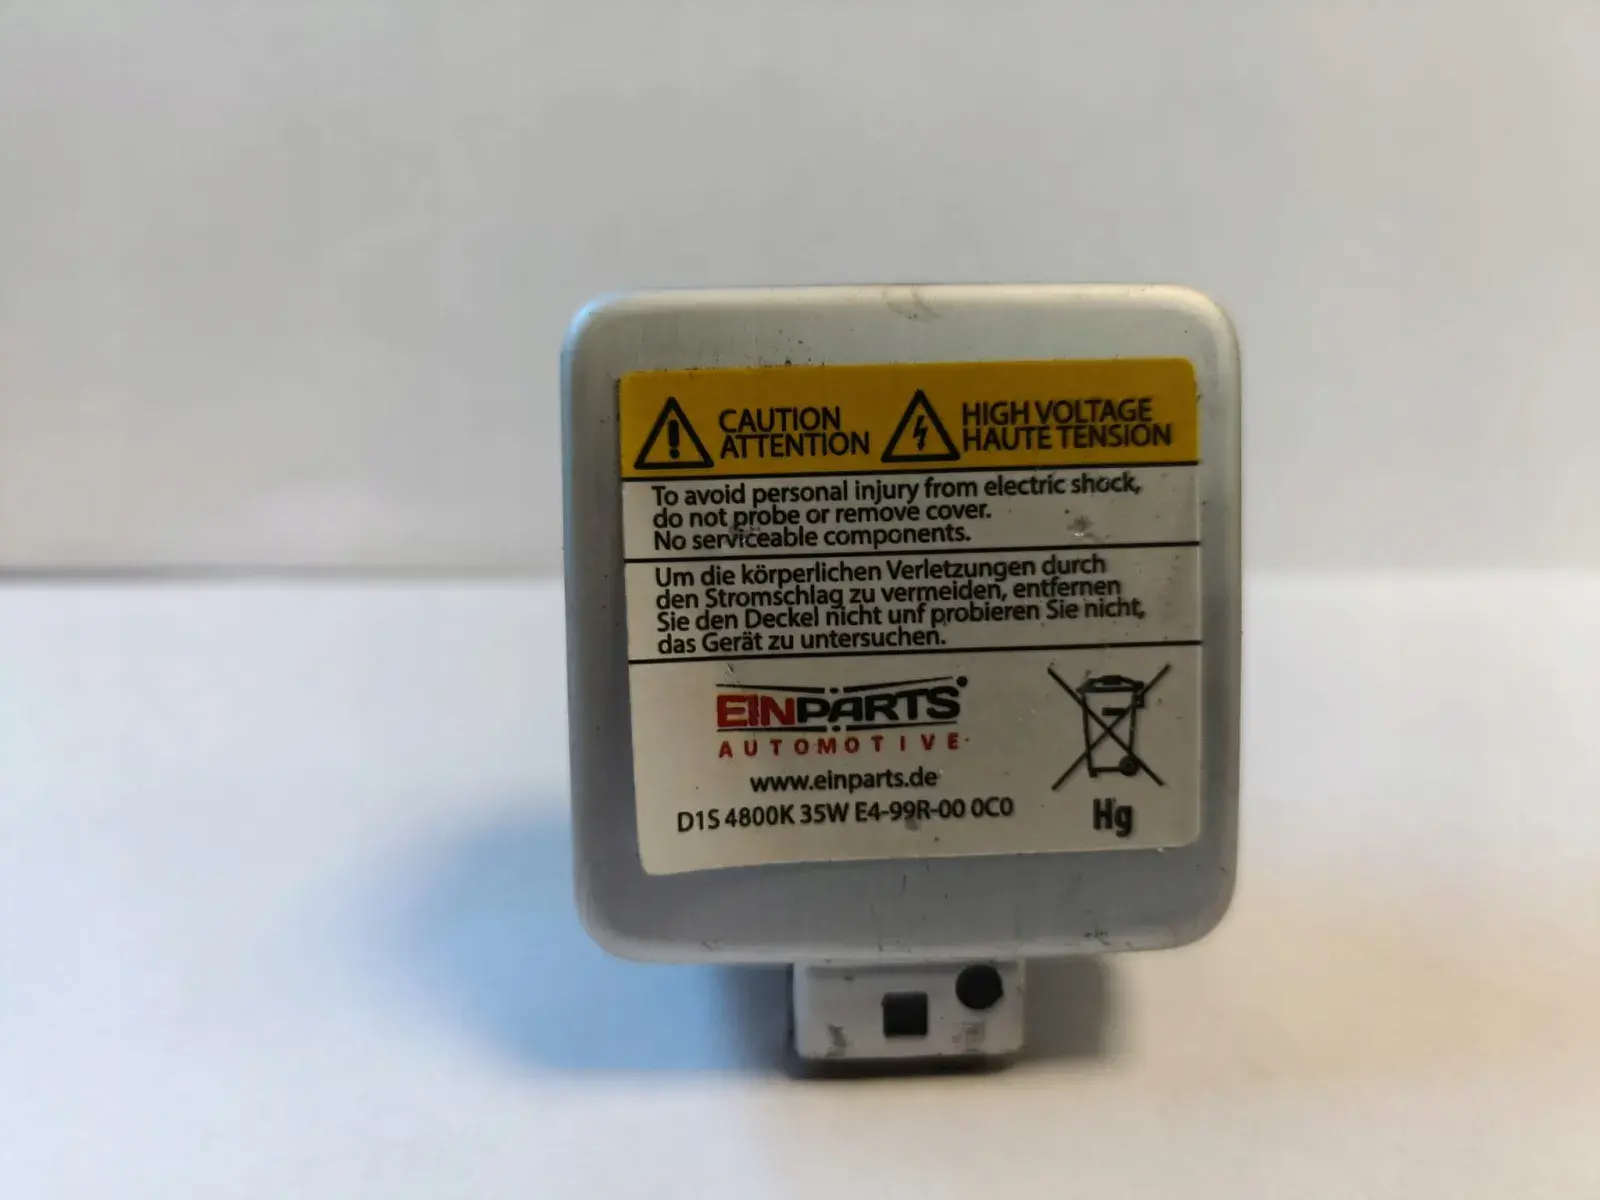 CAUTION
ATTENTION
HIGH VOLTAGE
HAUTE TENSION
To avoid personal injury from electric shock,
do not probe or remove cover.
No serviceable components.
Um die körperlichen Verletzungen durch
den Stromschlag zu vermeiden, entfernen
Sie den Deckel nicht unf probieren Sie nicht,
das Gerät zu untersuchen.
EINPARTS
AUTOMOTIVE
www.einparts.de
D1S 4800K 35W E4-99R-00 0C0
Hg